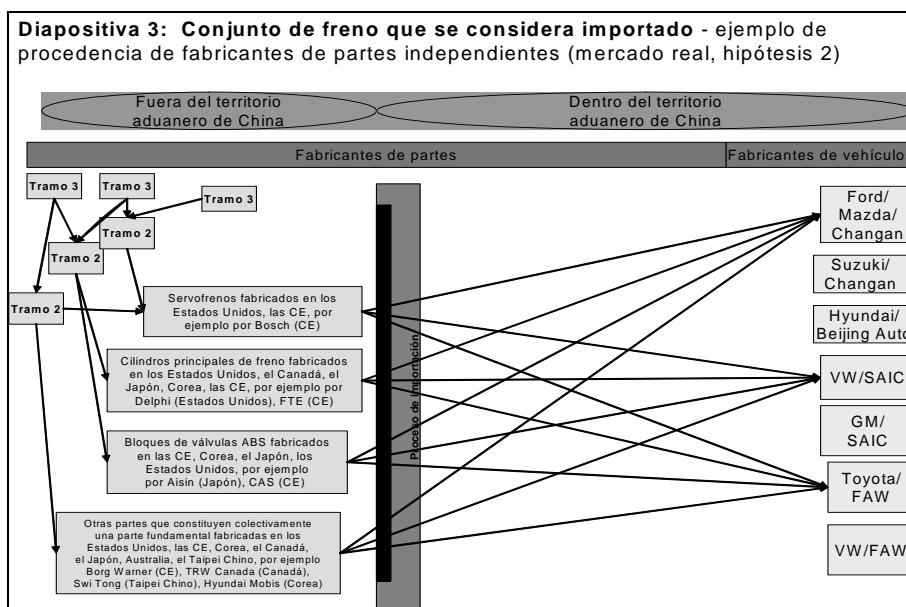 Diapositiva 3: Conjunto de freno que se considera importado - ejemplo de
procedencia de fabricantes de partes independientes (mercado real, hipótesis 2)
Fuera del territorio
aduanero de China
Dentro del territorio
aduanero de China
Fabricantes de partes
Fabricantes de vehículo
Tramo 3
Tramo 3
Tramo 3
Tramo 2
Tramo 2
Tramo 2
Servofrenos fabricados en los
Estados Unidos, las CE, por
ejemplo por Bosch (CE)
Cilindros principales de freno fabricados
en los Estados Unidos, el Canadá, el
Japón, Corea, las CE, por ejemplo por
Delphi (Estados Unidos), FTE (CE)
Bloques de válvulas ABS fabricados
en las CE, Corea, el Japón, los
Estados Unidos, por ejemplo
por Aisin (Japón), CAS (CE)
Otras partes que constituyen colectivamente
una parte fundamental fabricadas en los
Estados Unidos, las CE, Corea, el Canadá,
el Japón, Australia, el Taipei Chino, por ejemplo
Borg Warner (CE), TRW Canada (Canadá),
Swi Tong (Taipei Chino), Hyundai Mobis (Corea)
Proceso de importación
Ford/
Mazda/
Changan
Suzuki/
Changan
Hyundai/
Beijing Auto
VW/SAIC
GM/
SAIC
Toyota/
FAW
VW/FAW